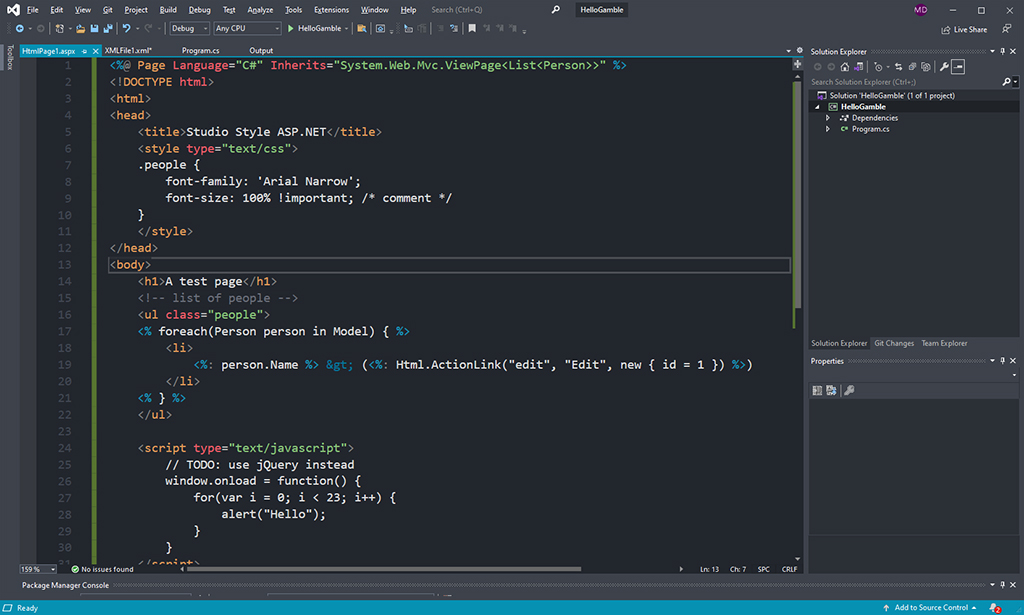 File Edit View Git Project Build Debug Test Analyze Tools Extensions Window Help Search (Ctrl+Q) HelloGamble MD
Debug Any CPU HelloGamble Live Share
Toolbox
HtmlPage1.aspx XMLFile1.xml* Program.cs Output
1 <%@ Page Language="C#" Inherits="System.Web.Mvc.ViewPage<List<Person>>" %>
2 <!DOCTYPE html>
3 <html>
4 <head>
5 <title>Studio Style ASP.NET</title>
6 <style type="text/css">
7 .people {
8 font-family: 'Arial Narrow';
9 font-size: 100% !important; /* comment */
10 }
11 </style>
12 </head>
13 <body>
14 <h1>A test page</h1>
15 <!-- list of people -->
16 <ul class="people">
17 <% foreach(Person person in Model) { %>
18 <li>
19 <%: person.Name %> &gt; (<%: Html.ActionLink("edit", "Edit", new { id = 1 }) %>)
20 </li>
21 <% } %>
22 </ul>
23
24 <script type="text/javascript">
25 // TODO: use jQuery instead
26 window.onload = function() {
27 for(var i = 0; i < 23; i++) {
28 alert("Hello");
29 }
30 }
31 </script>
159 % No issues found Ln: 13 Ch: 7 SPC CRLF
Solution Explorer
Search Solution Explorer (Ctrl+;)
Solution 'HelloGamble' (1 of 1 project)
HelloGamble
Dependencies
C# Program.cs
Solution Explorer Git Changes Team Explorer
Properties
Package Manager Console
Ready Add to Source Control 2